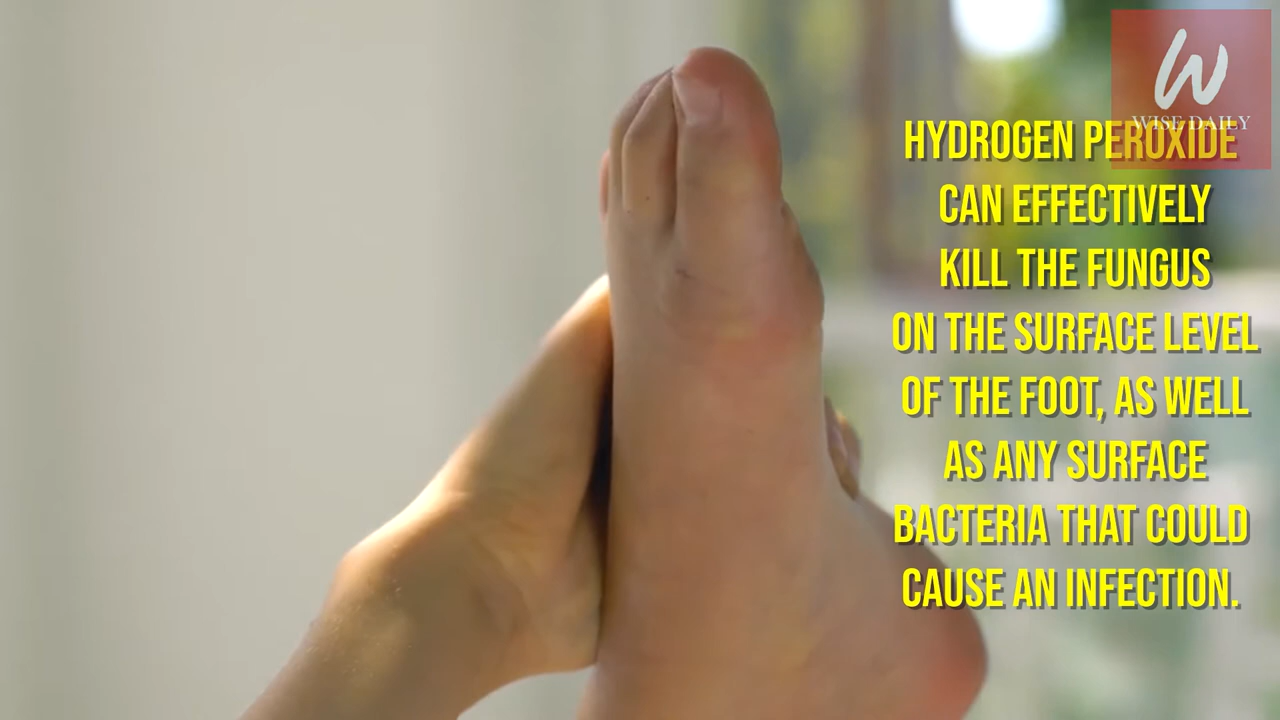 W
WISE DAILY
HYDROGEN PEROXIDE
CAN EFFECTIVELY
KILL THE FUNGUS
ON THE SURFACE LEVEL
OF THE FOOT, AS WELL
AS ANY SURFACE
BACTERIA THAT COULD
CAUSE AN INFECTION.